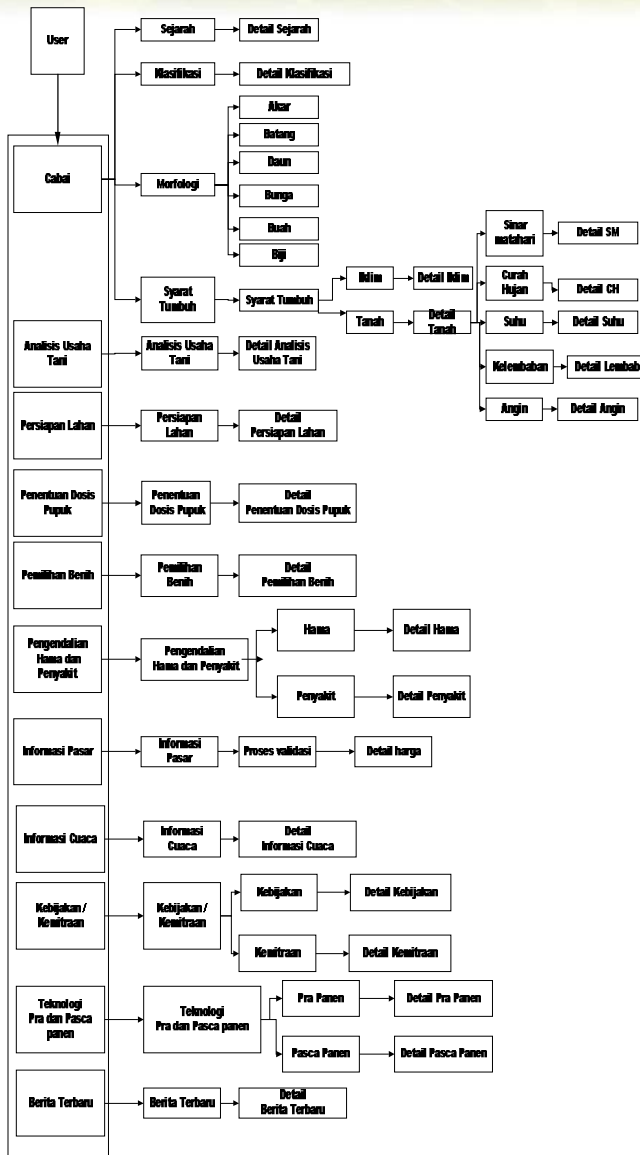 User
Sejarah
Detail Sejarah
Klasifikasi
Detail Klasifikasi
Cabai
Morfologi
Akar
Batang
Daun
Bunga
Buah
Biji
Syarat
Tumbuh
Syarat Tumbuh
Iklim
Detail Iklim
Tanah
Detail
Tanah
Sinar
matahari
Detail SM
Curah
Hujan
Detail CH
Suhu
Detail Suhu
Kelembaban
Detail Lembab
Angin
Detail Angin
Analisis Usaha
Tani
Analisis Usaha
Tani
Detail Analisis
Usaha Tani
Persiapan Lahan
Persiapan
Lahan
Detail
Persiapan Lahan
Penentuan Dosis
Pupuk
Penentuan
Dosis Pupuk
Detail
Penentuan Dosis Pupuk
Pemilihan Benih
Pemilihan
Benih
Detail
Pemilihan Benih
Pengendalian
Hama dan
Penyakit
Pengendalian
Hama dan Penyakit
Hama
Detail Hama
Penyakit
Detail Penyakit
Informasi Pasar
Informasi
Pasar
Proses validasi
Detail harga
Informasi Cuaca
Informasi
Cuaca
Detail
Informasi Cuaca
Kebijakan /
Kemitraan
Kebijakan /
Kemitraan
Kebijakan
Detail Kebijakan
Kemitraan
Detail Kemitraan
Teknologi
Pra dan Pasca
panen
Teknologi
Pra dan Pasca panen
Pra Panen
Detail Pra Panen
Pasca Panen
Detail Pasca Panen
Berita Terbaru
Berita Terbaru
Detail
Berita Terbaru